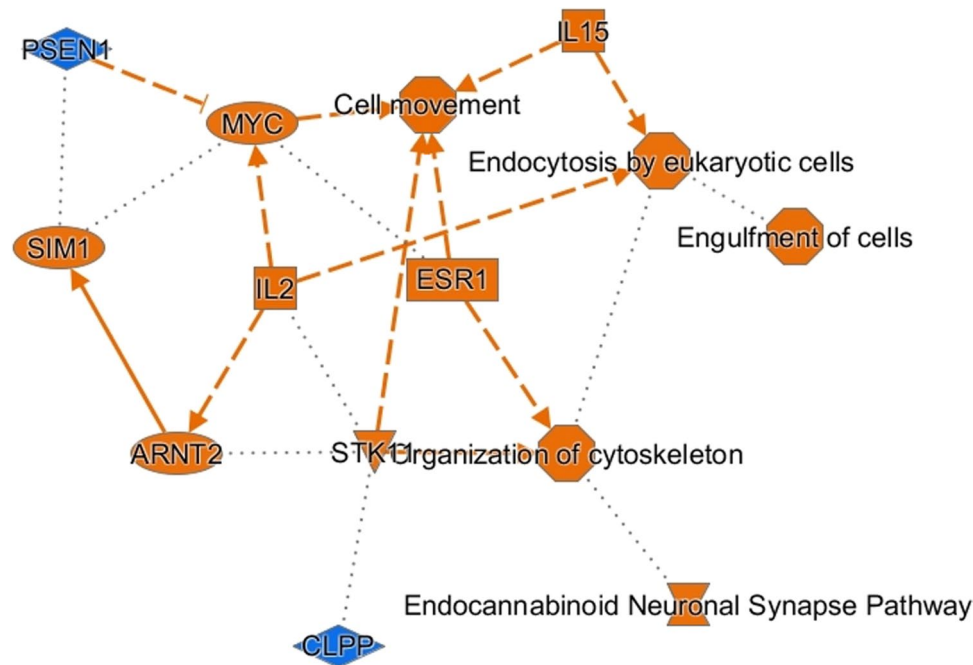 IL15
PSEN1
Cell movement
MYC
Endocytosis by eukaryotic cells
Engulfment of cells
SIM1
ESR1
IL2
ARNT2
STK11
Organization of cytoskeleton
Endocannabinoid Neuronal Synapse Pathway
CLPP